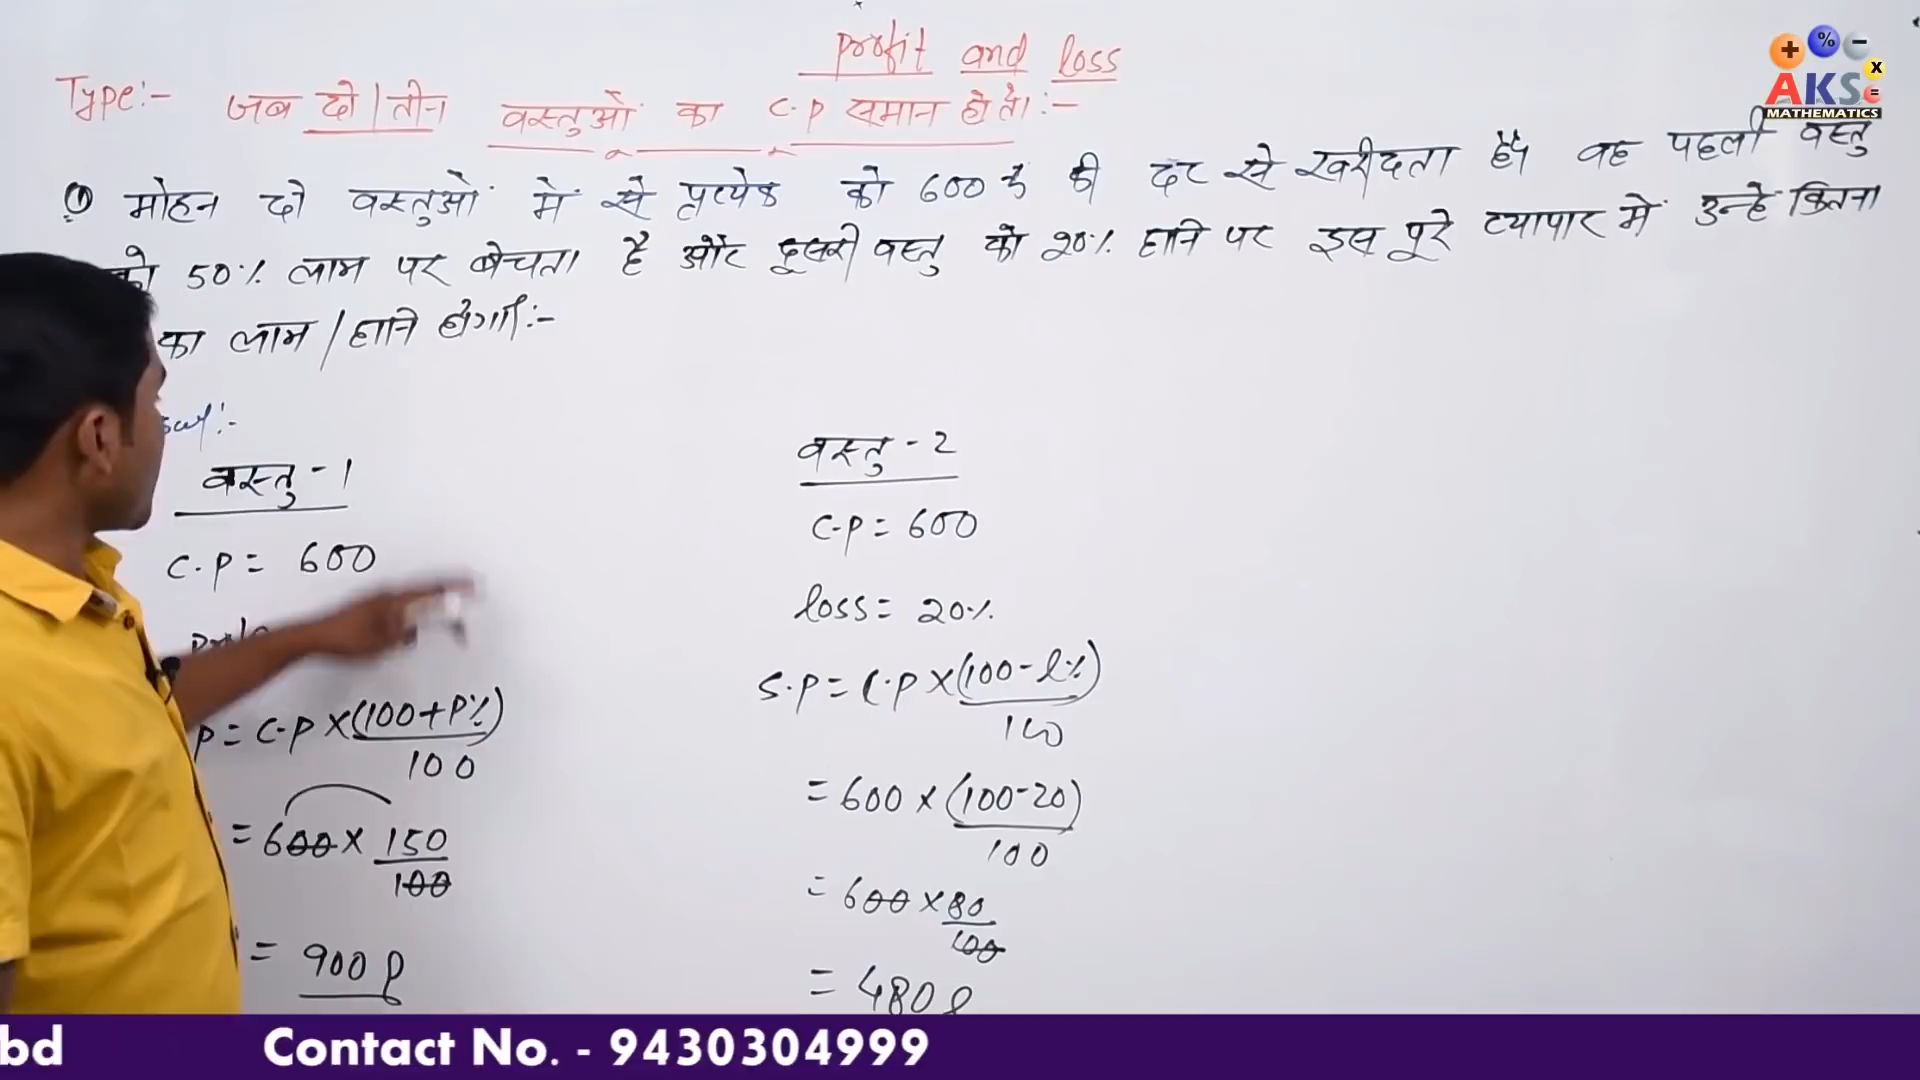 profit and loss
Type:- जब दो/तीन वस्तुओं का C.P समान हो तो:-
Q मोहन दो वस्तुओं में से प्रत्येक को 600 रु की दर से खरीदता है। वह पहली वस्तु
को 50% लाभ पर बेचता है और दूसरी वस्तु को 20% हानि पर इस पूरे व्यापार में उन्हे कितना
का लाभ/हानि होगा:-
वस्तु-1
C.P = 600
P = C.P × (100+P%)
100
= 600 × 150
100
= 900 ₹
वस्तु-2
C.P = 600
loss = 20%
S.P = C.P × (100-l%)
100
= 600 × (100-20)
100
= 600 × 80
100
= 480 ₹
AKS
MATHEMATICS
bd Contact No. - 9430304999